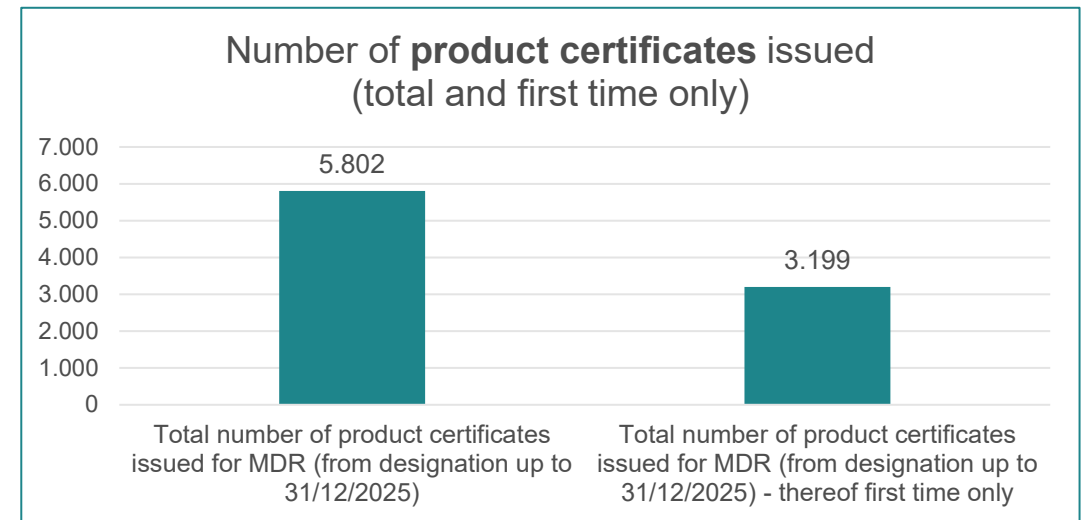 Number of product certificates issued
(total and first time only)
7.000
6.000
5.000
4.000
3.000
2.000
1.000
0
5.802
3.199
Total number of product certificates
issued for MDR (from designation up to
31/12/2025)
Total number of product certificates
issued for MDR (from designation up to
31/12/2025) - thereof first time only